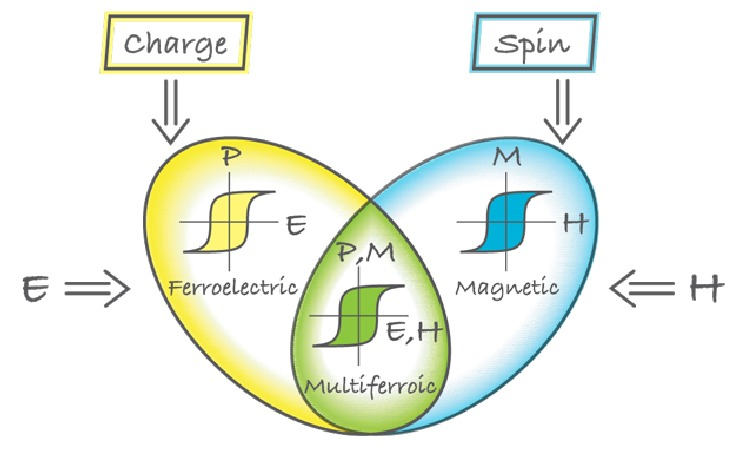 Charge
Spin
P
M
E
H
P,M
Ferroelectric
Magnetic
E
H
E,H
Multiferroic